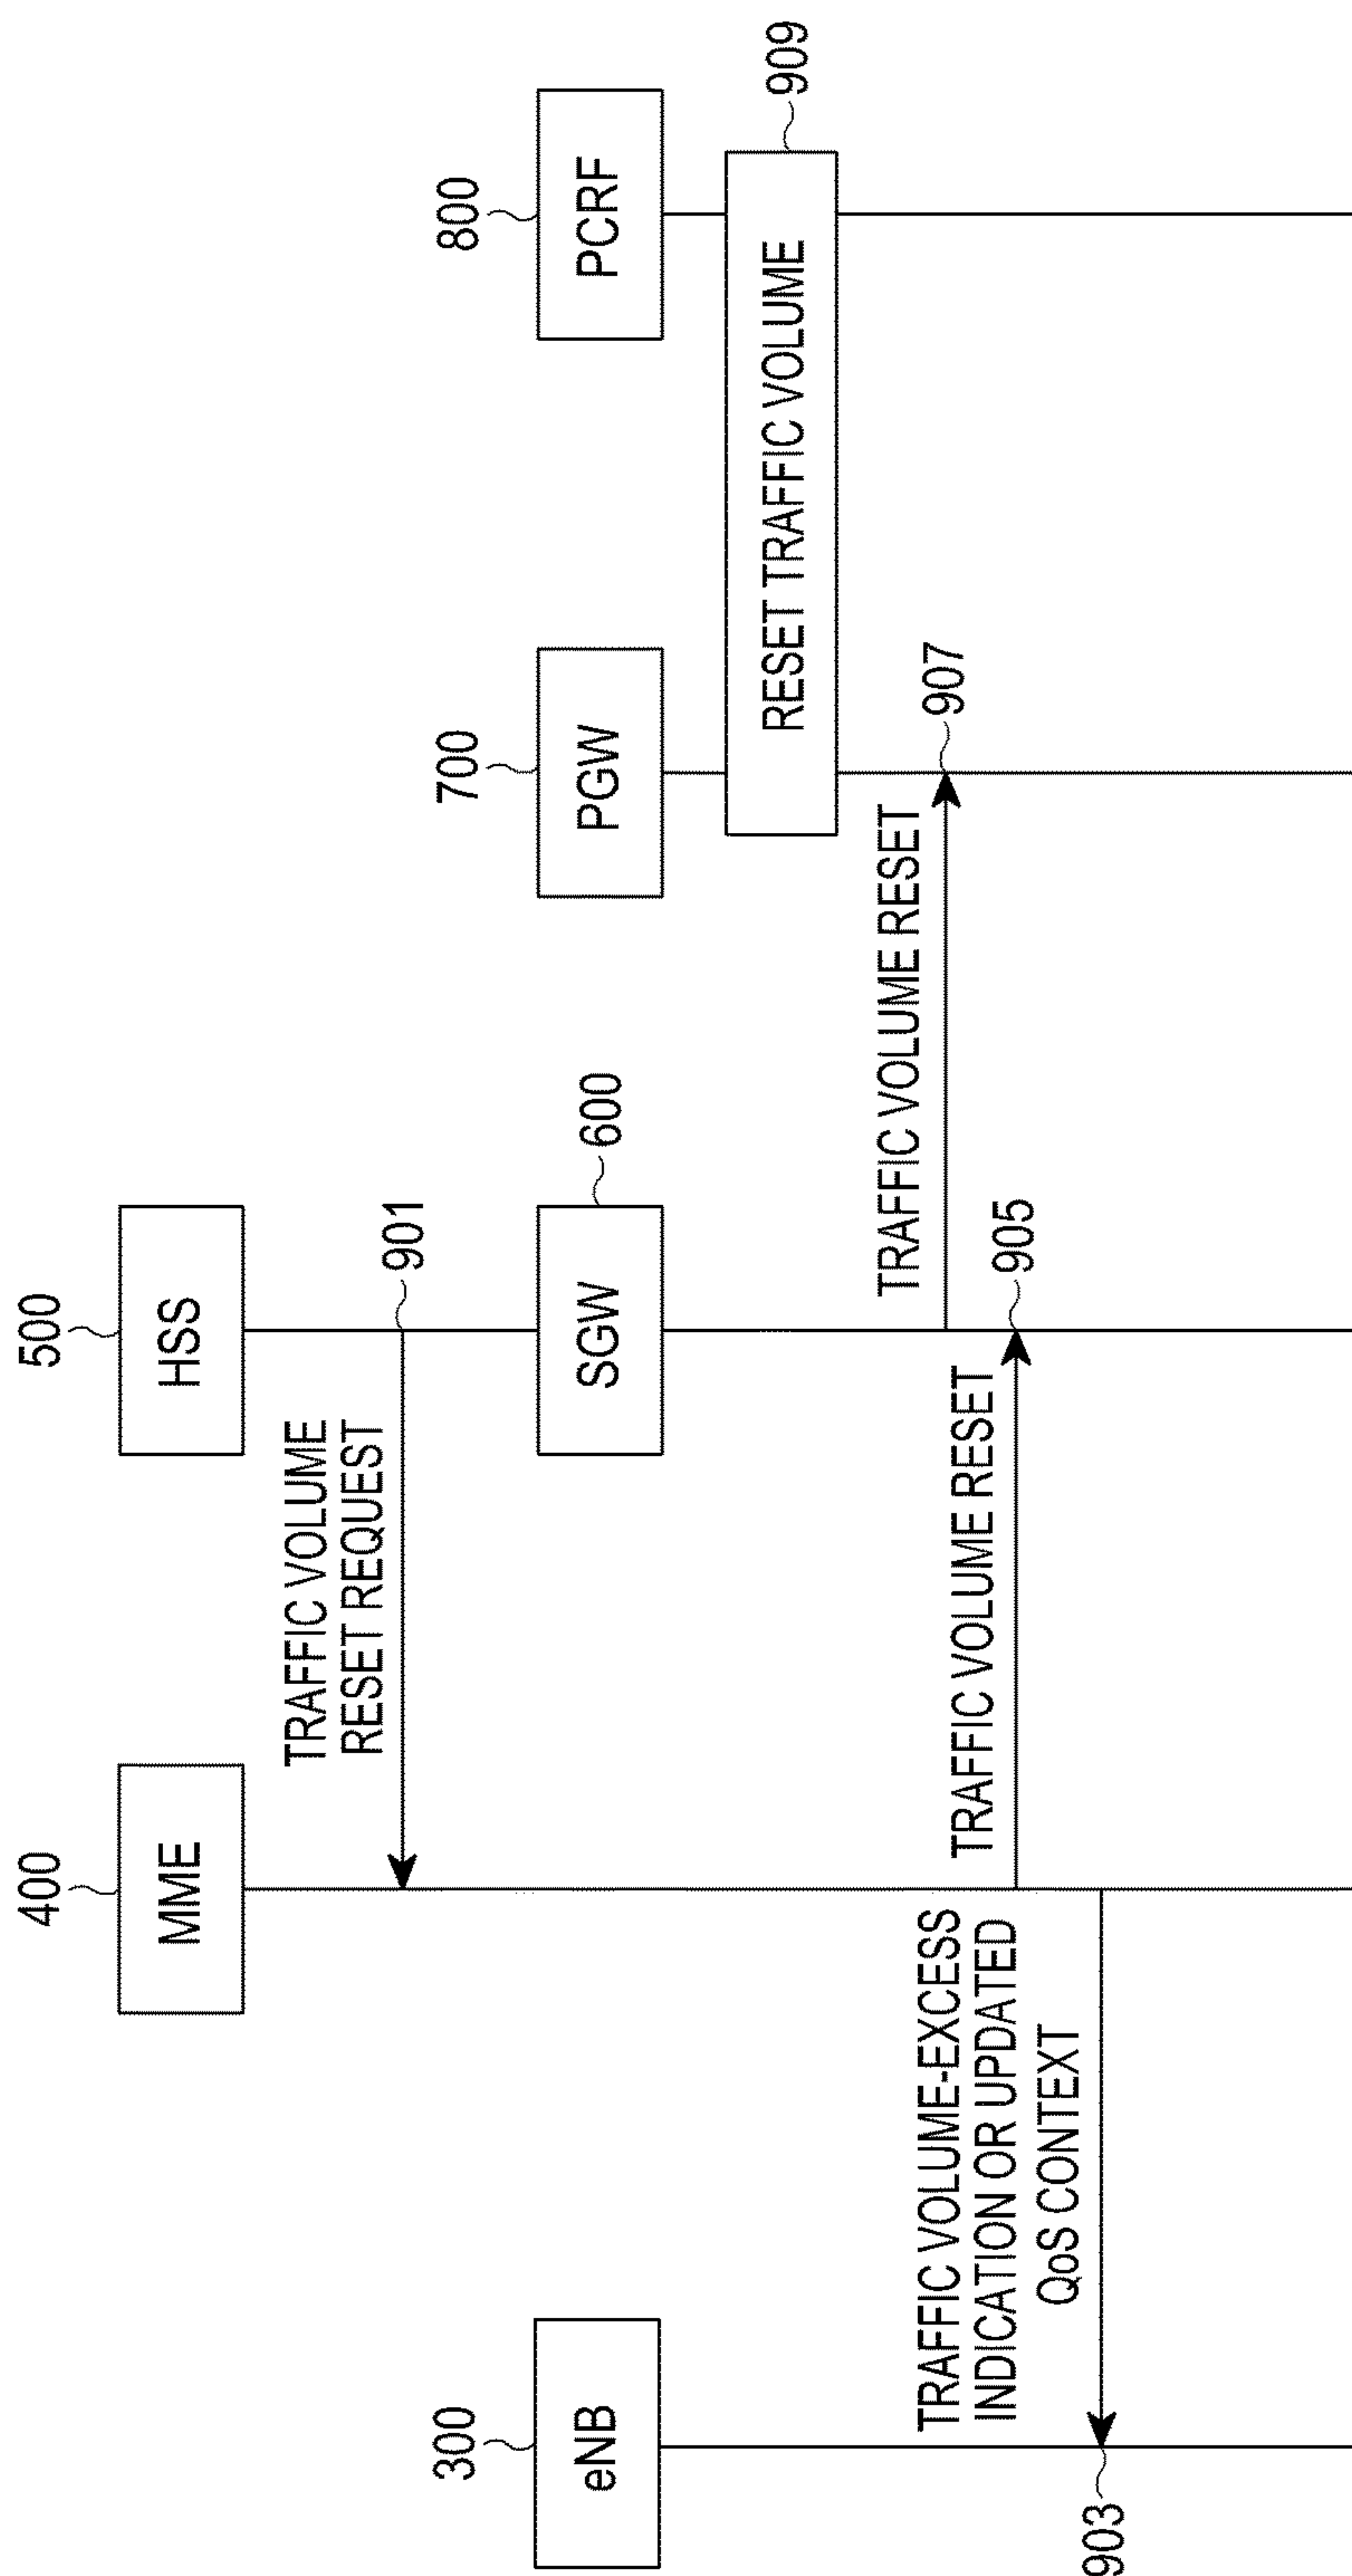 400
MME
500
HSS
TRAFFIC VOLUME
RESET REQUEST
901
300
eNB
SGW
600
700
PGW
800
PCRF
RESET TRAFFIC VOLUME
909
TRAFFIC VOLUME RESET
907
TRAFFIC VOLUME RESET
905
TRAFFIC VOLUME-EXCESS
INDICATION OR UPDATED
QoS CONTEXT
903